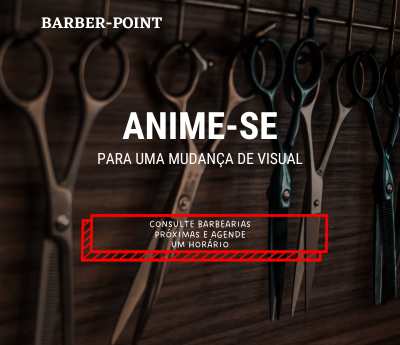 BARBER-POINT
ANIME-SE
PARA UMA MUDANÇA DE VISUAL
CONSULTE BARBEARIAS
PRÓXIMAS E AGENDE
UM HORÁRIO